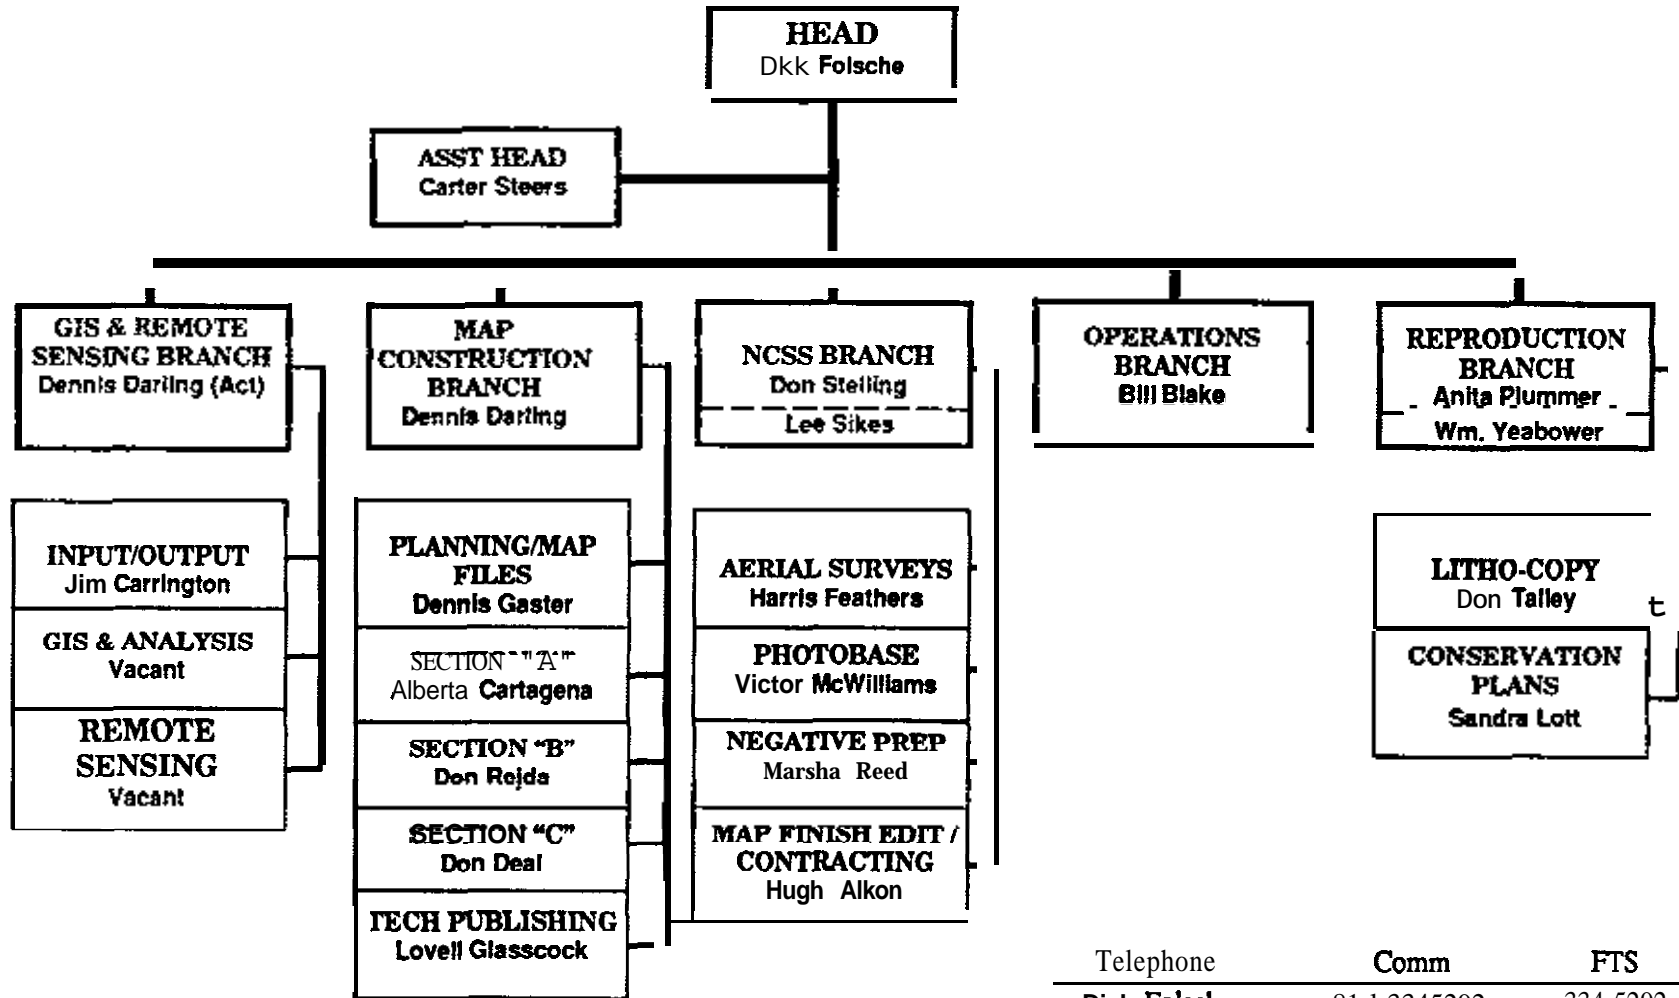 HEAD
Dkk Folsche
ASST HEAD
Carter Steers
GIS & REMOTE
SENSING BRANCH
Dennis Darling (Act)
MAP
CONSTRUCTION
BRANCH
Dennis Darling
NCSS BRANCH
Don Stelling
Lee Sikes
OPERATIONS
BRANCH
Bill Blake
REPRODUCTION
BRANCH
Anita Plummer
Wm. Yeabower
INPUT/OUTPUT
Jim Carrington
GIS & ANALYSIS
Vacant
REMOTE
SENSING
Vacant
PLANNING/MAP
FILES
Dennis Gaster
SECTION "A"
Alberta Cartagena
SECTION "B"
Don Rejda
SECTION "C"
Don Deal
TECH PUBLISHING
Lovell Glasscock
AERIAL SURVEYS
Harris Feathers
PHOTOBASE
Victor McWilliams
NEGATIVE PREP
Marsha Reed
MAP FINISH EDIT /
CONTRACTING
Hugh Alkon
LITHO-COPY
Don Talley
t
CONSERVATION
PLANS
Sandra Lott
Telephone Comm FTS